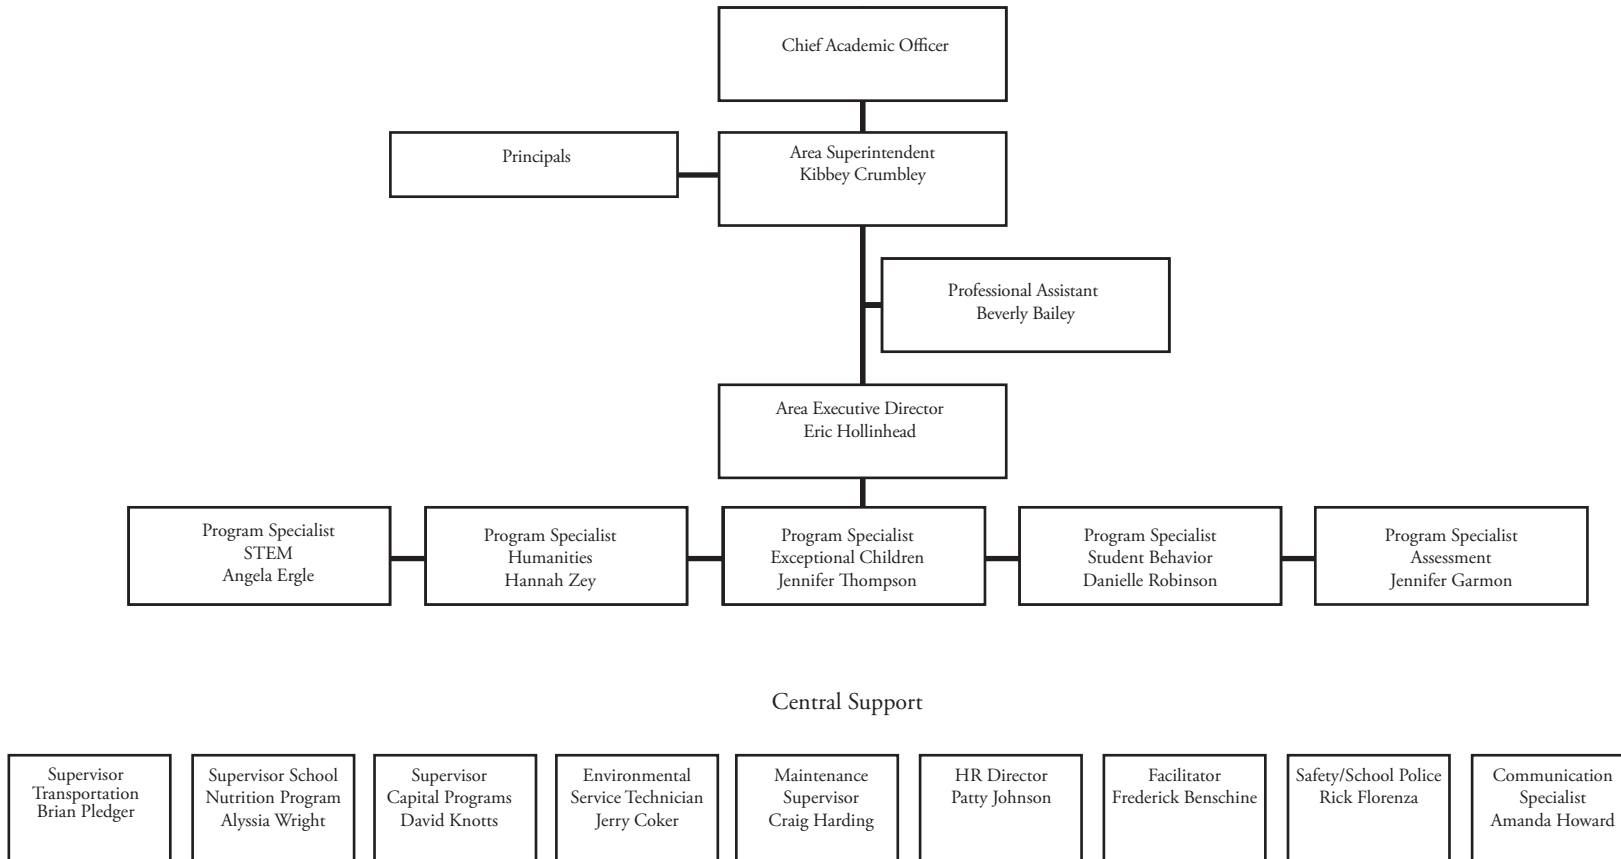 Chief Academic Officer
Principals
Area Superintendent
Kibbey Crumbley
Professional Assistant
Beverly Bailey
Area Executive Director
Eric Hollinhead
Program Specialist
STEM
Angela Ergle
Program Specialist
Humanities
Hannah Zey
Program Specialist
Exceptional Children
Jennifer Thompson
Program Specialist
Student Behavior
Danielle Robinson
Program Specialist
Assessment
Jennifer Garmon
Central Support
Supervisor
Transportation
Brian Pledger
Supervisor School
Nutrition Program
Alyssia Wright
Supervisor
Capital Programs
David Knotts
Environmental
Service Technician
Jerry Coker
Maintenance
Supervisor
Craig Harding
HR Director
Patty Johnson
Facilitator
Frederick Benschine
Safety/School Police
Rick Florenza
Communication
Specialist
Amanda Howard